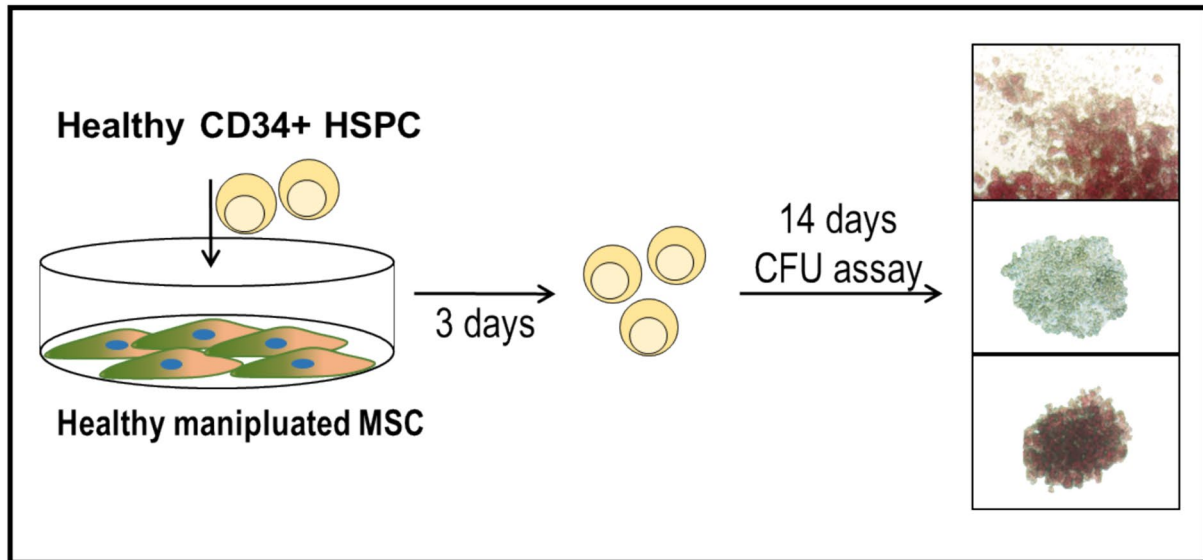 Healthy CD34+ HSPC
14 days
CFU assay
3 days
Healthy manipluated MSC